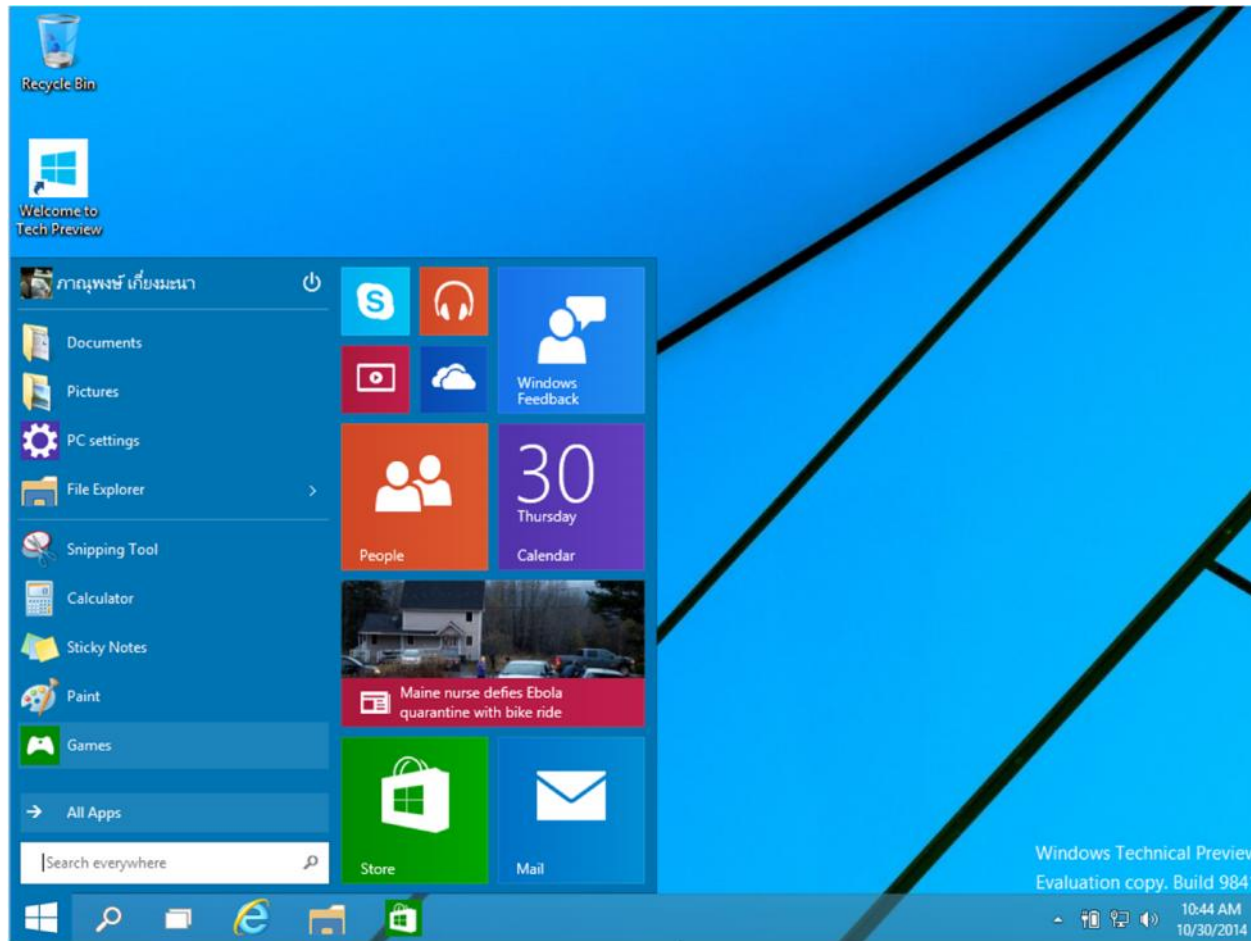 Recycle Bin
Welcome to
Tech Preview
ภาณุพงษ์ เกี่ยงมะนา
Documents
Pictures
PC settings
File Explorer
Snipping Tool
Calculator
Sticky Notes
Paint
Games
All Apps
Search everywhere
S
Windows
Feedback
People
30
Thursday
Calendar
Maine nurse defies Ebola
quarantine with bike ride
Store
Mail
Windows Technical Preview
Evaluation copy. Build 984
10:44 AM
10/30/2014